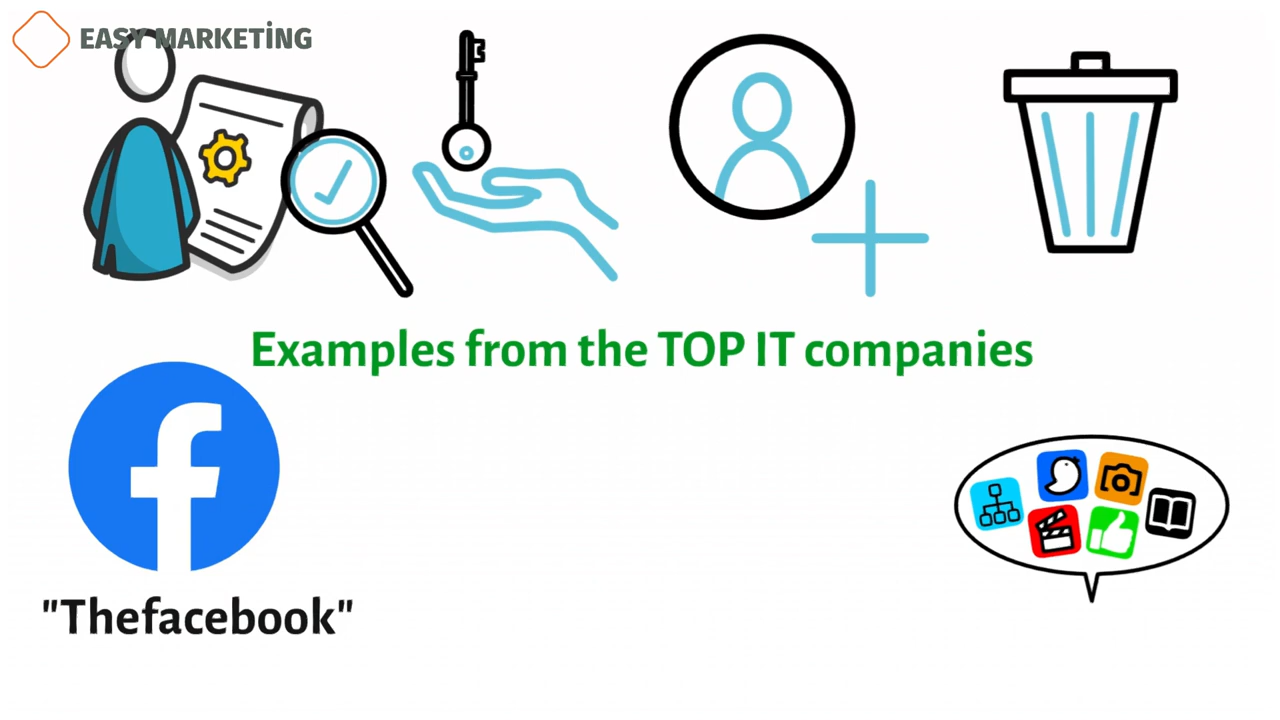 EASY MARKETİNG
Examples from the TOP IT companies
"Thefacebook"